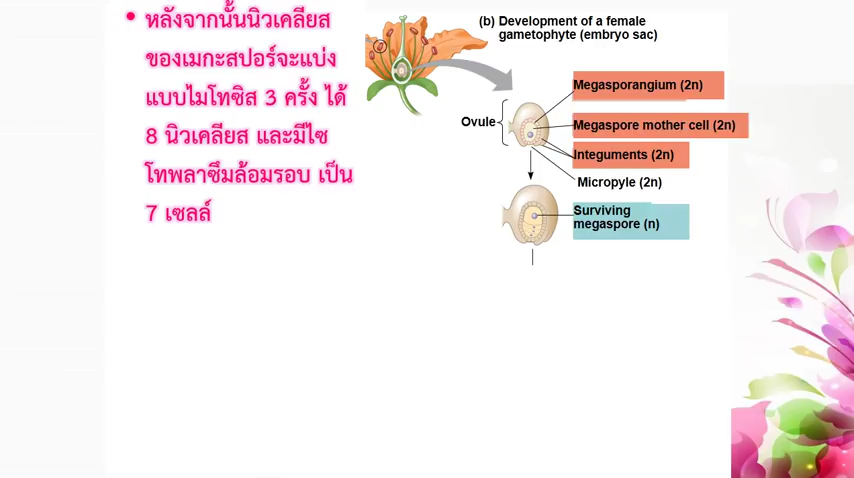 • หลังจากนั้นนิวเคลียส
ของเมกะสปอร์จะแบ่ง
แบบไมโทซิส 3 ครั้ง ได้
8 นิวเคลียส และมีไซ
โทพลาซึมล้อมรอบ เป็น
7 เซลล์
(b) Development of a female
gametophyte (embryo sac)
Megasporangium (2n)
Ovule
Megaspore mother cell (2n)
Integuments (2n)
Micropyle (2n)
Surviving
megaspore (n)